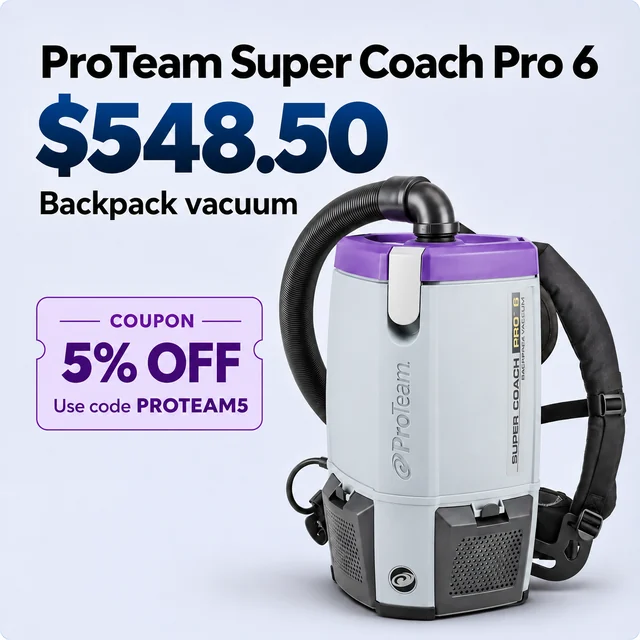 ProTeam Super Coach Pro 6
$548.50
Backpack vacuum
COUPON
5% OFF
Use code PROTEAM5
ProTeam.
SUPER COACH PRO 6
BACKPACK VACUUM